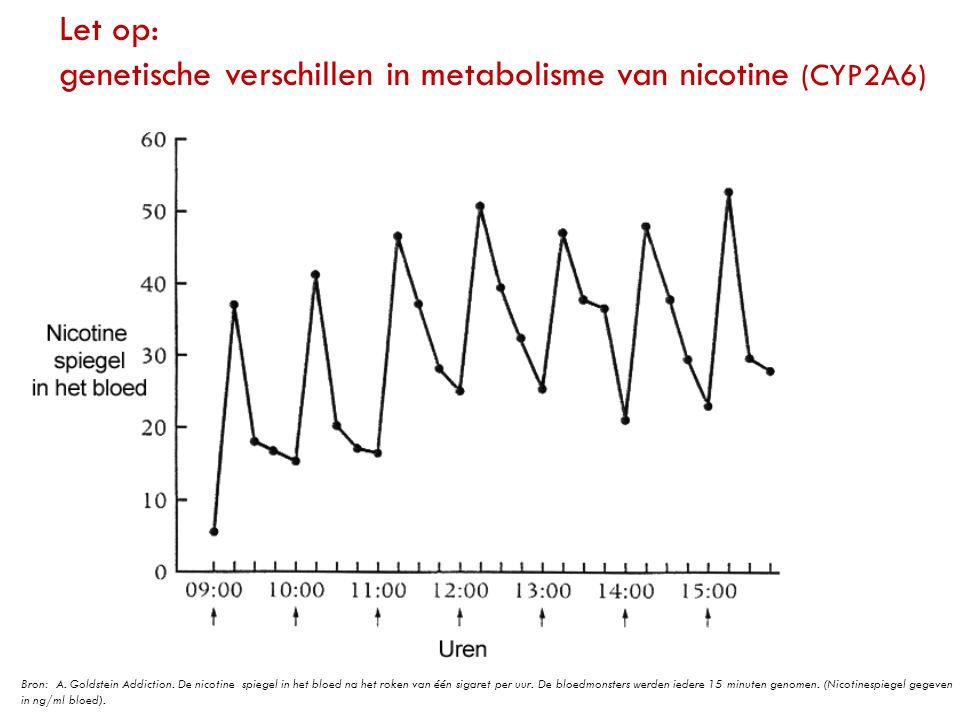 Let op:
genetische verschillen in metabolisme van nicotine (CYP2A6)
60
50
40
30
20
10
0
Nicotine
spiegel
in het bloed
09:00 10:00 11:00 12:00 13:00 14:00 15:00
Uren
Bron: A. Goldstein Addiction. De nicotine spiegel in het bloed na het roken van één sigaret per uur. De bloedmonsters werden iedere 15 minuten genomen. (Nicotinespiegel gegeven
in ng/ml bloed).